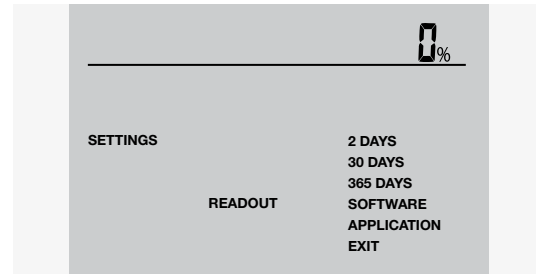 0%
SETTINGS 2 DAYS
30 DAYS
365 DAYS
READOUT SOFTWARE
APPLICATION
EXIT